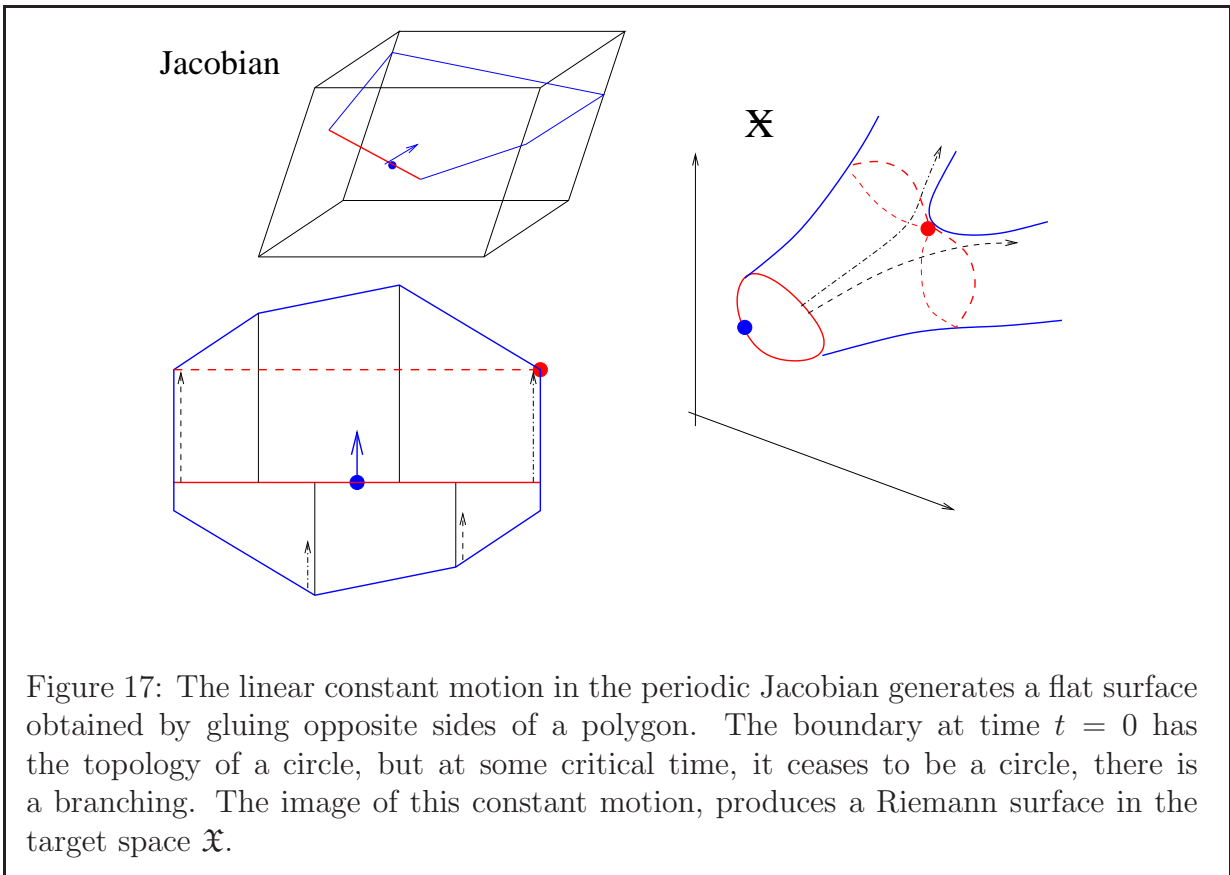 Jacobian
𝔛
Figure 17: The linear constant motion in the periodic Jacobian generates a flat surface
obtained by gluing opposite sides of a polygon. The boundary at time t = 0 has
the topology of a circle, but at some critical time, it ceases to be a circle, there is
a branching. The image of this constant motion, produces a Riemann surface in the
target space 𝔛.